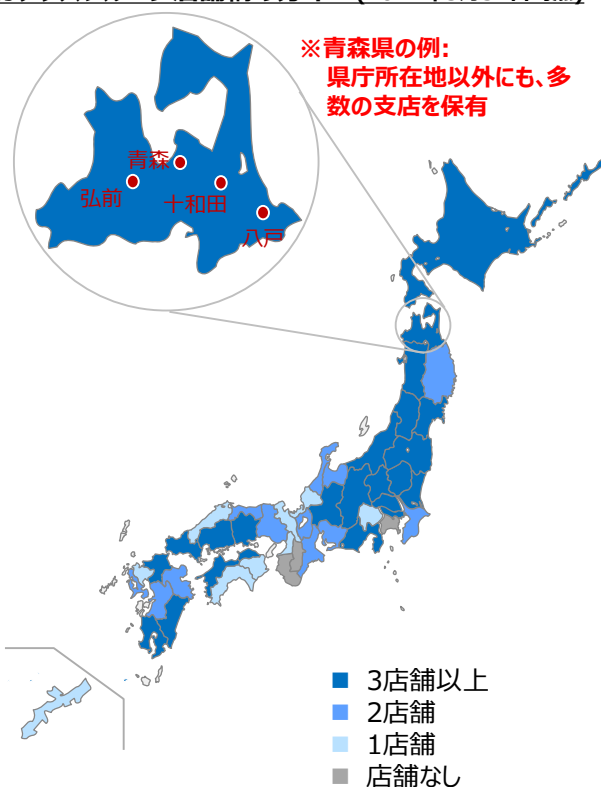 ※青森県の例:
県庁所在地以外にも、多
数の支店を保有
青森
弘前
十和田
八戸
3店舗以上
2店舗
1店舗
店舗なし